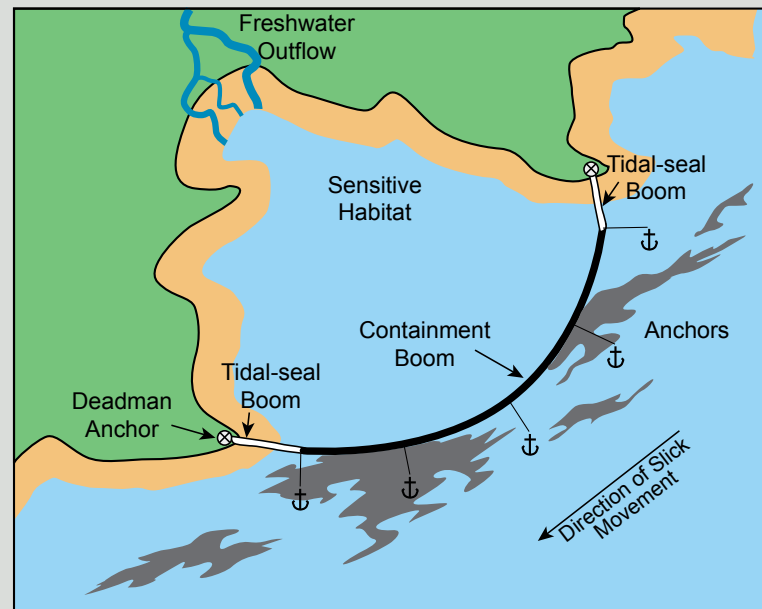 Freshwater
Outflow
Tidal-seal
Boom
Sensitive
Habitat
Containment
Boom
Anchors
Tidal-seal
Boom
Deadman
Anchor
Direction of Slick
Movement